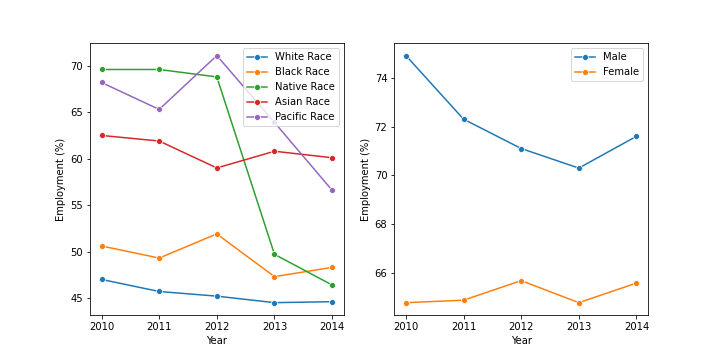 White Race
Black Race
Native Race
Asian Race
Pacific Race
70
65
60
55
50
45
Employment (%)
2010 2011 2012 2013 2014
Year
Male
Female
74
72
70
68
66
Employment (%)
2010 2011 2012 2013 2014
Year